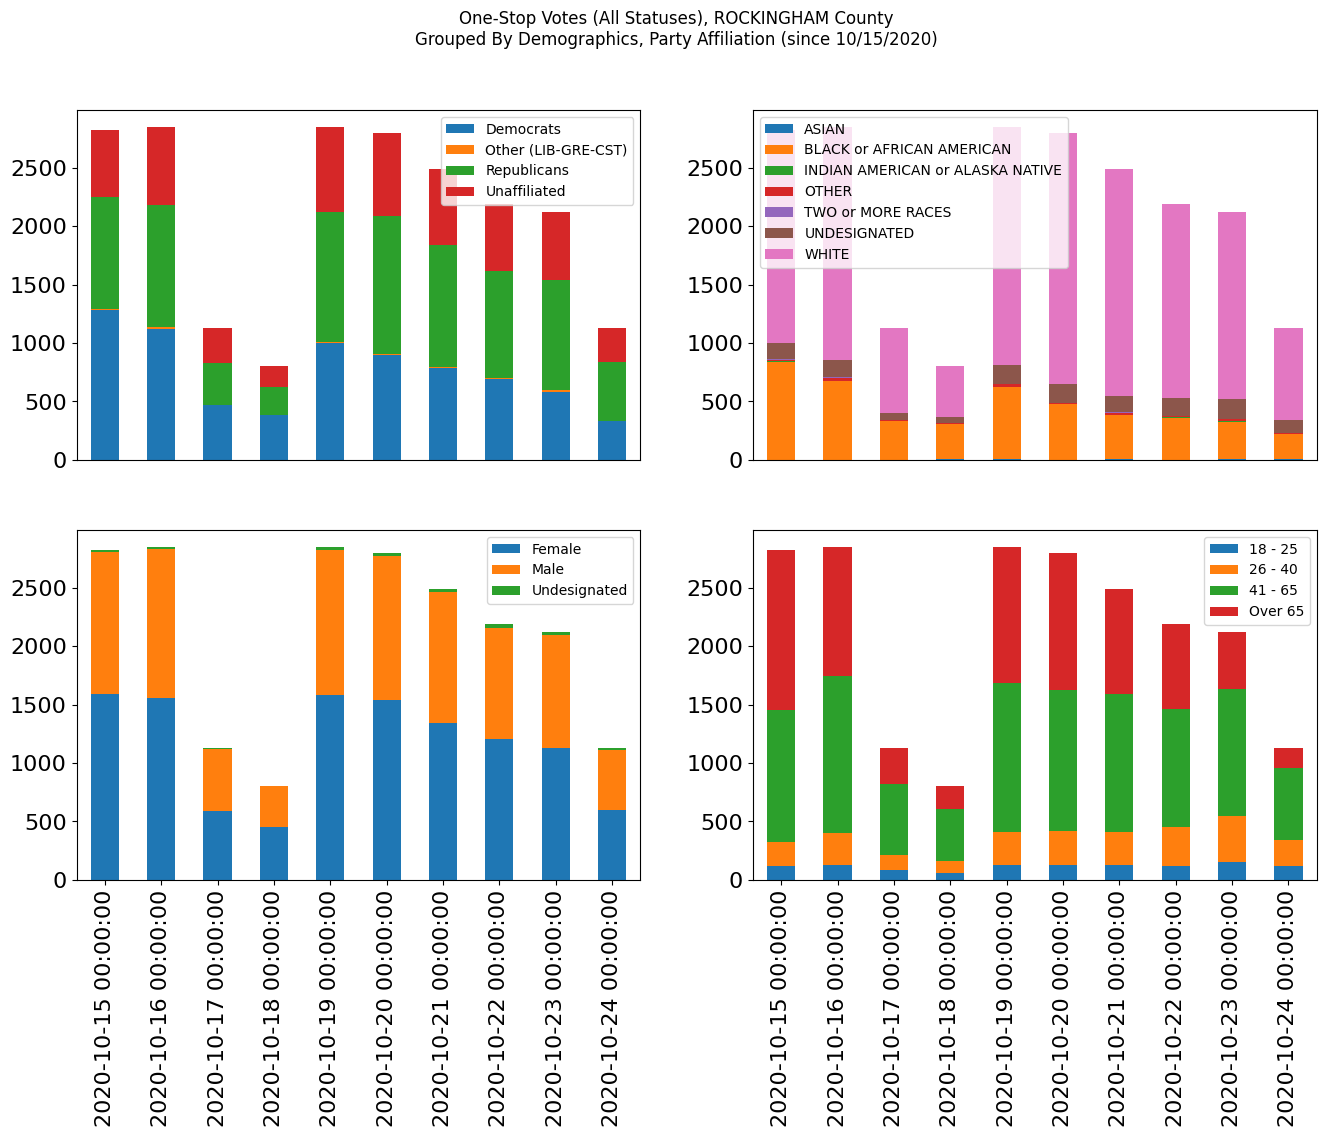 One-Stop Votes (All Statuses), ROCKINGHAM County
Grouped By Demographics, Party Affiliation (since 10/15/2020)
2500
2000
1500
1000
500
0
Democrats
Other (LIB-GRE-CST)
Republicans
Unaffiliated
2500
2000
1500
1000
500
0
ASIAN
BLACK or AFRICAN AMERICAN
INDIAN AMERICAN or ALASKA NATIVE
OTHER
TWO or MORE RACES
UNDESIGNATED
WHITE
2500
2000
1500
1000
500
0
Female
Male
Undesignated
2020-10-15 00:00:00
2020-10-16 00:00:00
2020-10-17 00:00:00
2020-10-18 00:00:00
2020-10-19 00:00:00
2020-10-20 00:00:00
2020-10-21 00:00:00
2020-10-22 00:00:00
2020-10-23 00:00:00
2020-10-24 00:00:00
2500
2000
1500
1000
500
0
18 - 25
26 - 40
41 - 65
Over 65
2020-10-15 00:00:00
2020-10-16 00:00:00
2020-10-17 00:00:00
2020-10-18 00:00:00
2020-10-19 00:00:00
2020-10-20 00:00:00
2020-10-21 00:00:00
2020-10-22 00:00:00
2020-10-23 00:00:00
2020-10-24 00:00:00